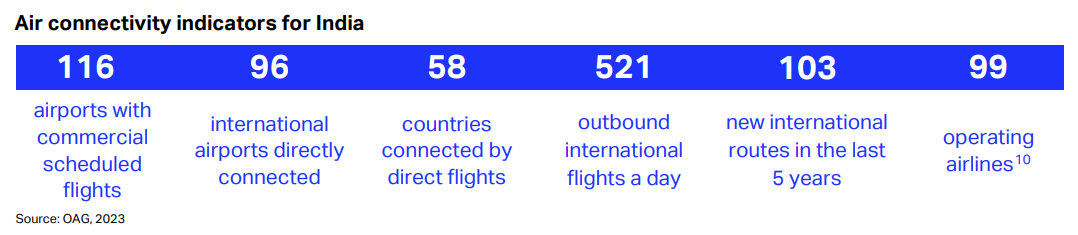 Air connectivity indicators for India
116
airports with
commercial
scheduled
flights
96
international
airports directly
connected
58
countries
connected by
direct flights
521
outbound
international
flights a day
103
new international
routes in the last
5 years
99
operating
airlines10
Source: OAG, 2023